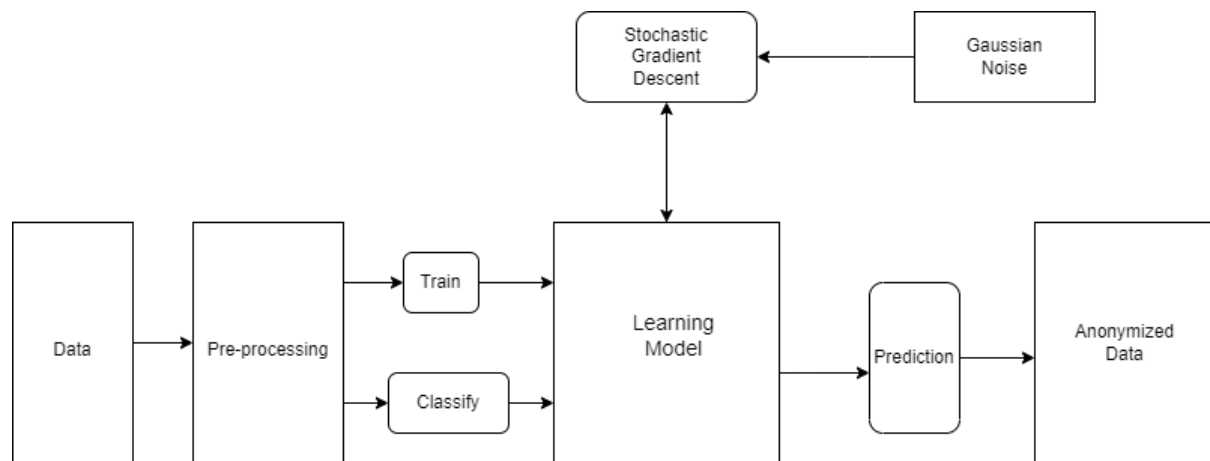 Stochastic
Gradient
Descent
Gaussian
Noise
Data
Pre-processing
Train
Classify
Learning
Model
Prediction
Anonymized
Data